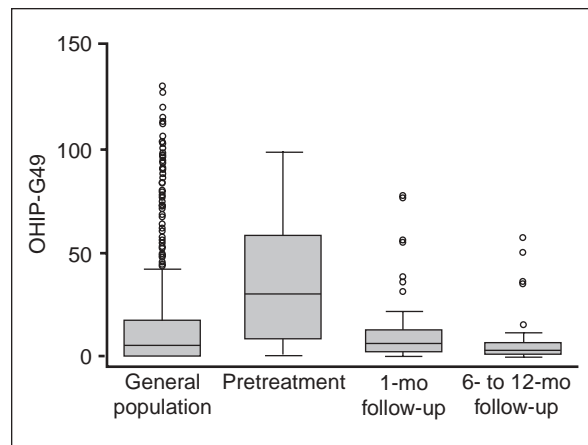 150
100
50
0
OHIP-G49
General
population
Pretreatment
1-mo
follow-up
6- to 12-mo
follow-up